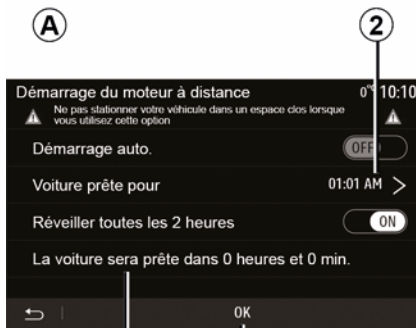 A
2
Démarrage du moteur à distance
0°C 10:10
Ne pas stationner votre véhicule dans un espace clos lorsque
vous utilisez cette option
Démarrage auto.
OFF
Voiture prête pour
01:01 AM >
Réveiller toutes les 2 heures
ON
La voiture sera prête dans 0 heures et 0 min.
OK